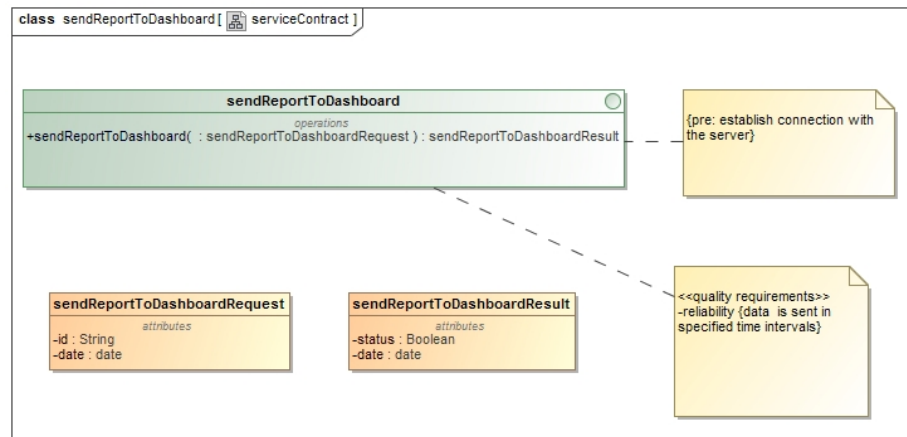 class sendReportToDashboard [ serviceContract ]
sendReportToDashboard
operations
+sendReportToDashboard( : sendReportToDashboardRequest ) : sendReportToDashboardResult
{pre: establish connection with
the server}
sendReportToDashboardRequest
attributes
-id : String
-date : date
sendReportToDashboardResult
attributes
-status : Boolean
-date : date
<<quality requirements>>
-reliability {data is sent in
specified time intervals}